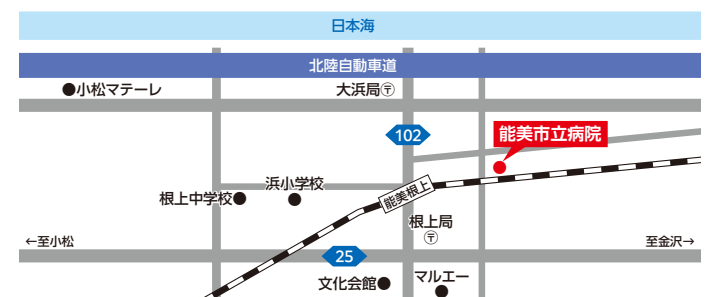 日本海
北陸自動車道
●小松マテーレ
大浜局〶
102
能美市立病院
浜小学校
根上中学校●
能美根上
根上局
〶
←至小松
至金沢→
25
文化会館●
マルエー